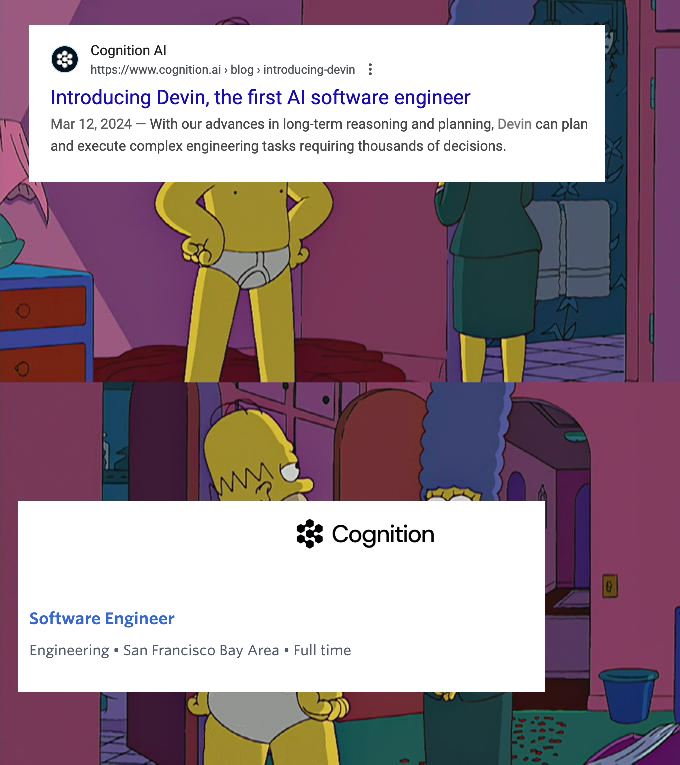 Cognition AI
https://www.cognition.ai › blog › introducing-devin
Introducing Devin, the first AI software engineer
Mar 12, 2024 — With our advances in long-term reasoning and planning, Devin can plan
and execute complex engineering tasks requiring thousands of decisions.
Cognition
Software Engineer
Engineering • San Francisco Bay Area • Full time